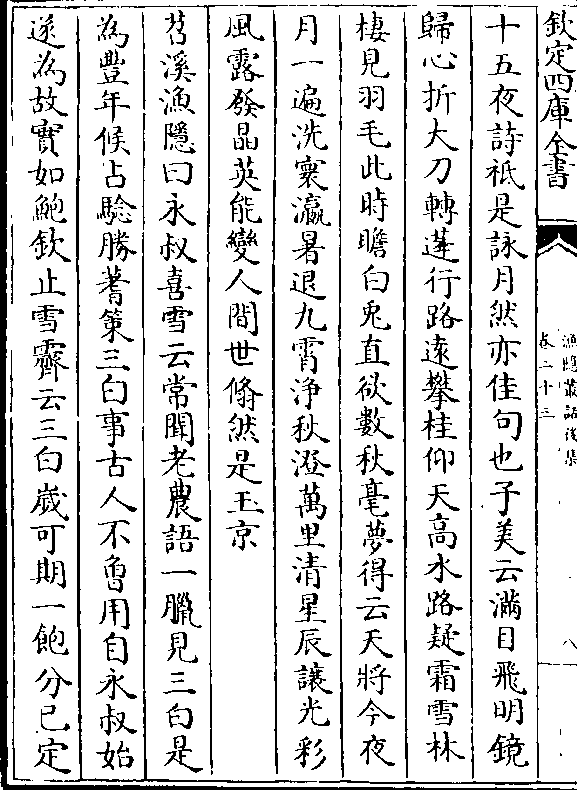 欽定四庫全書
漁隱叢話後集
卷二十三
八
十五夜詩祗是詠月然亦佳句也子美云滿目飛明鏡
歸心折大刀轉蓬行路遠攀桂仰天高水路疑霜雪林
棲見羽毛此時瞻白兎直欲數秋毫夢得云天將今夜
月一遍洗寰瀛暑退九霄浄秋澄萬里清星辰讓光彩
風露發晶英能變人間世翛然是玉京
苕溪漁隱曰永叔喜雪云常聞老農語一臘見三白是
為豐年候占騐勝蓍筞三白事古人不曾用自永叔始
遂為故實如鮑欽止雪霽云三白嵗可期一飽分已定